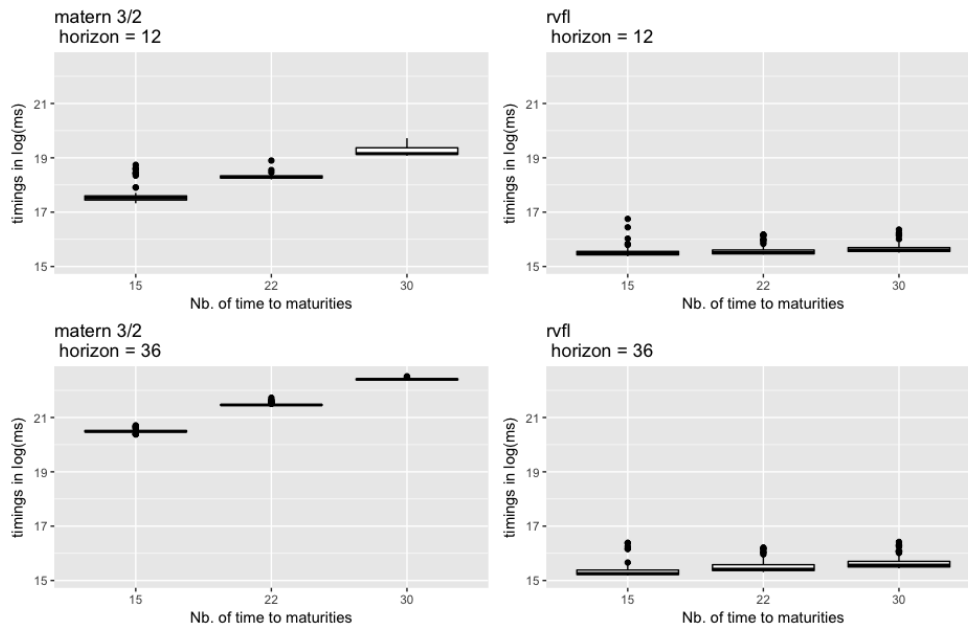 matern 3/2
horizon = 12
timings in log(ms)
21
19
17
15
15 22 30
Nb. of time to maturities
rvfl
horizon = 12
timings in log(ms)
21
19
17
15
15 22 30
Nb. of time to maturities
matern 3/2
horizon = 36
timings in log(ms)
21
19
17
15
15 22 30
Nb. of time to maturities
rvfl
horizon = 36
timings in log(ms)
21
19
17
15
15 22 30
Nb. of time to maturities